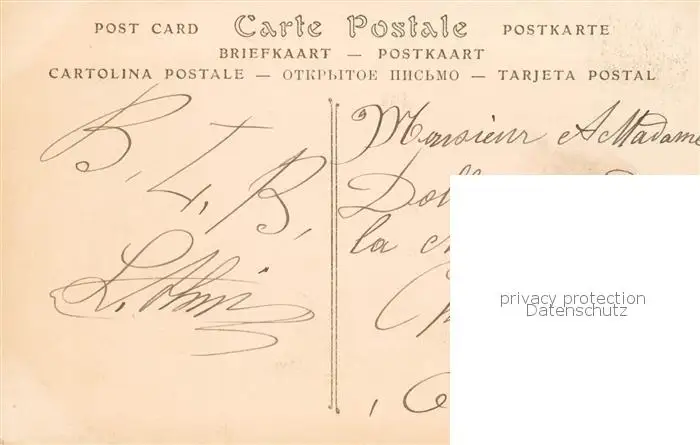 POST CARD Carte Postale POSTKARTE
BRIEFKAART — POSTKAART
CARTOLINA POSTALE — ОТКРЫТОЕ ПИСЬМО — TARJETA POSTAL
B. Z. B.
Monsieur & Madame
la
privacy protection
Datenschutz